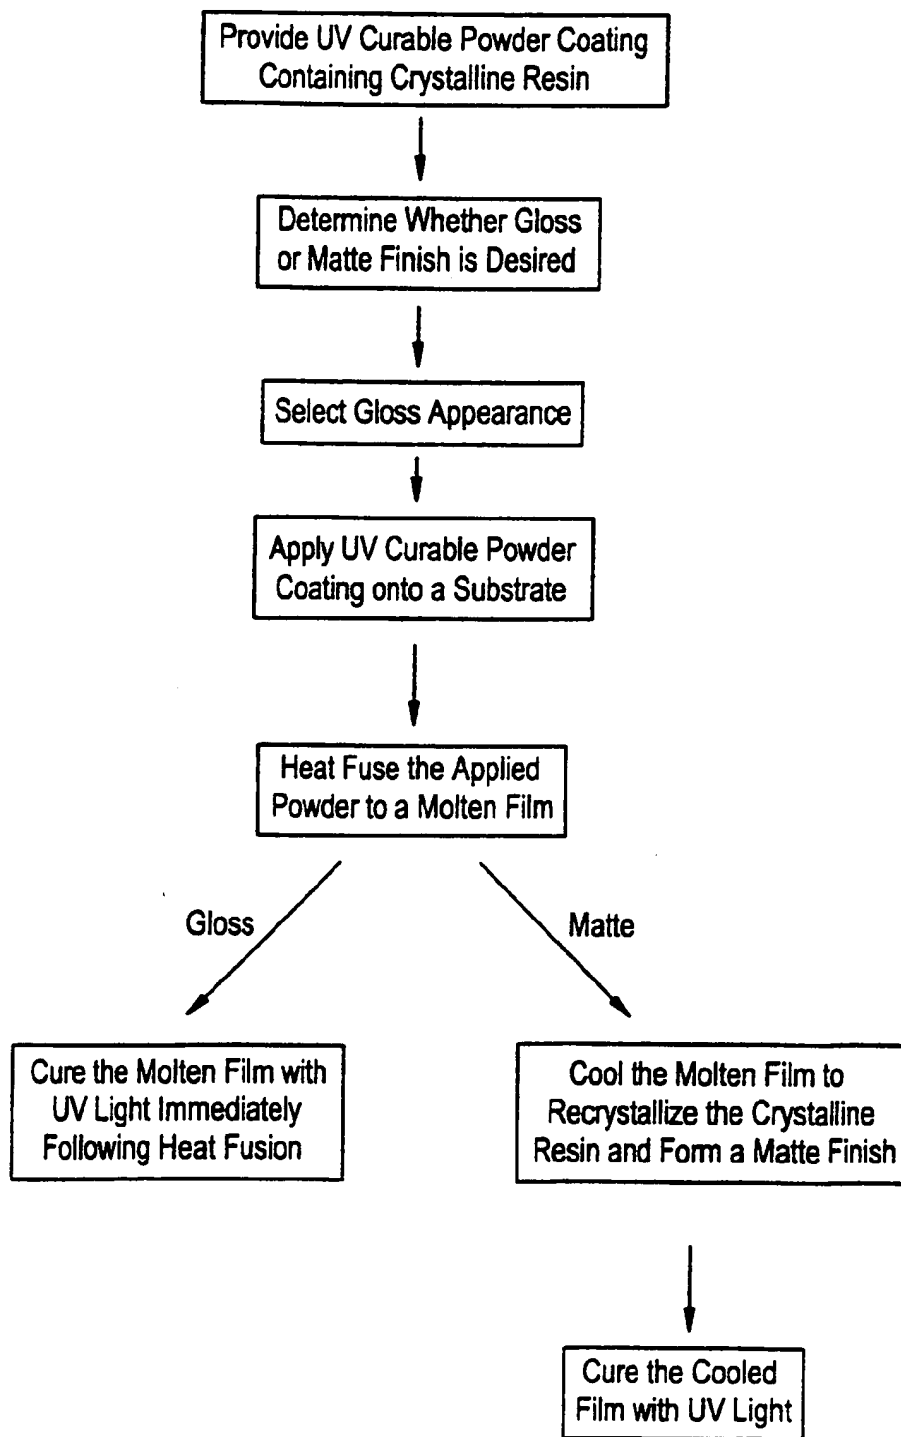 Provide UV Curable Powder Coating
Containing Crystalline Resin
Determine Whether Gloss
or Matte Finish is Desired
Select Gloss Appearance
Apply UV Curable Powder
Coating onto a Substrate
Heat Fuse the Applied
Powder to a Molten Film
Gloss
Matte
Cure the Molten Film with
UV Light Immediately
Following Heat Fusion
Cool the Molten Film to
Recrystallize the Crystalline
Resin and Form a Matte Finish
Cure the Cooled
Film with UV Light